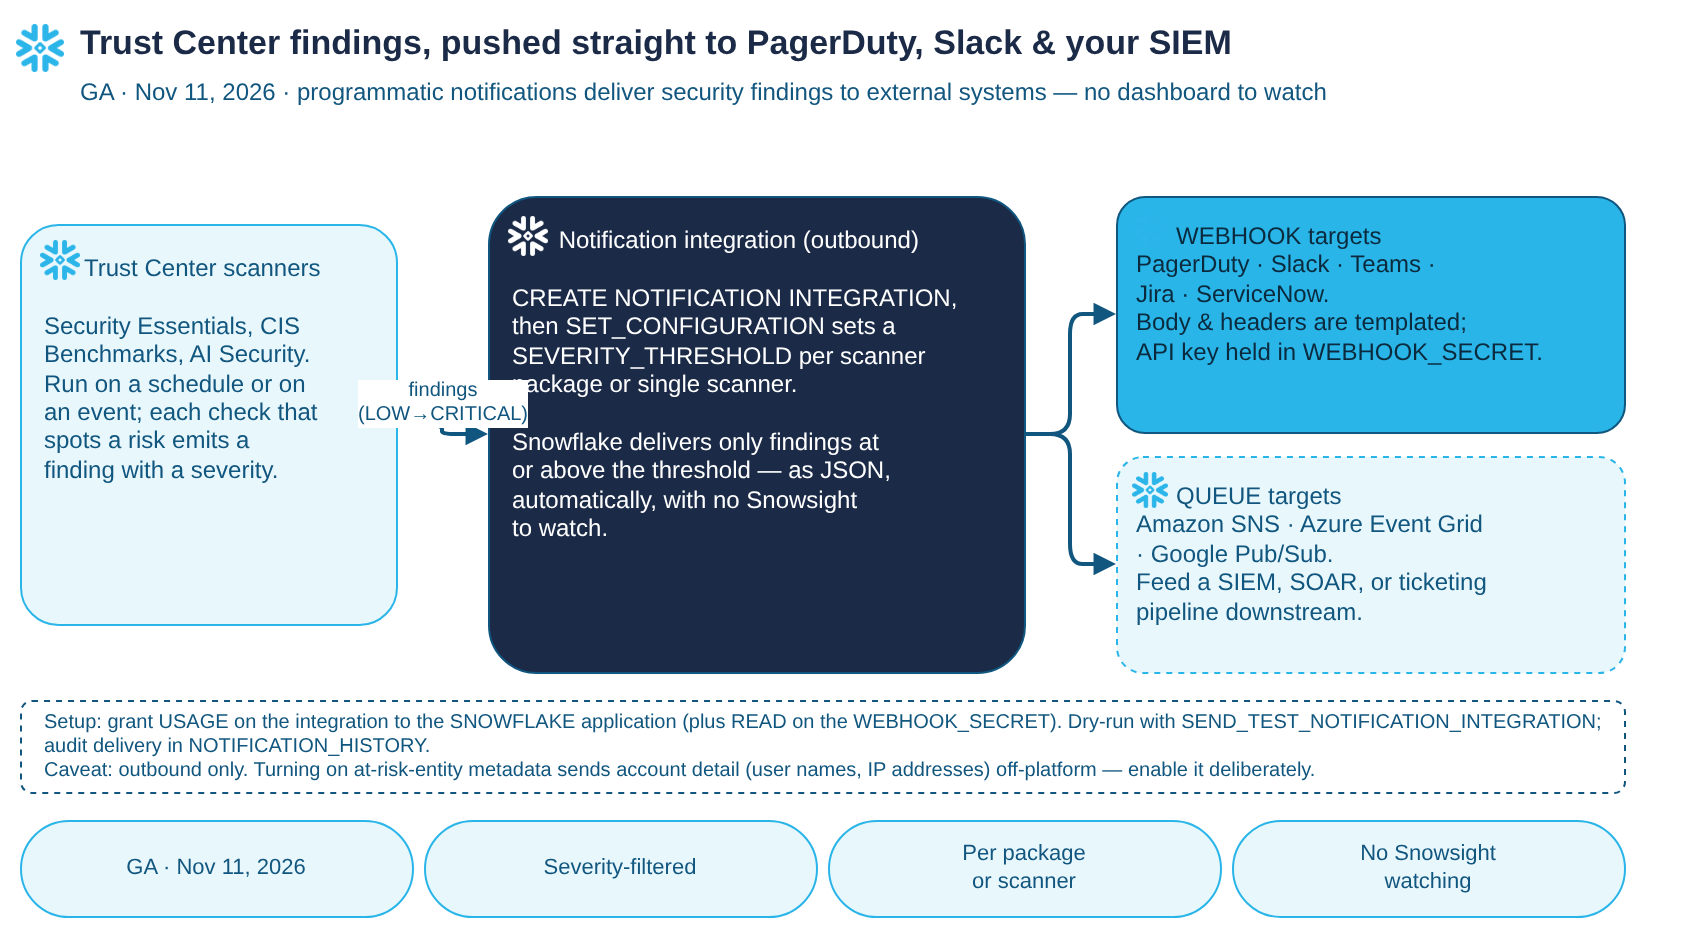 Trust Center findings, pushed straight to PagerDuty, Slack & your SIEM
GA · Nov 11, 2026 · programmatic notifications deliver security findings to external systems — no dashboard to watch
Trust Center scanners
Security Essentials, CIS
Benchmarks, AI Security.
Run on a schedule or on
an event; each check that
spots a risk emits a
finding with a severity.
findings
(LOW→CRITICAL)
Notification integration (outbound)
CREATE NOTIFICATION INTEGRATION,
then SET_CONFIGURATION sets a
SEVERITY_THRESHOLD per scanner
package or single scanner.
Snowflake delivers only findings at
or above the threshold — as JSON,
automatically, with no Snowsight
to watch.
WEBHOOK targets
PagerDuty · Slack · Teams ·
Jira · ServiceNow.
Body & headers are templated;
API key held in WEBHOOK_SECRET.
QUEUE targets
Amazon SNS · Azure Event Grid
· Google Pub/Sub.
Feed a SIEM, SOAR, or ticketing
pipeline downstream.
Setup: grant USAGE on the integration to the SNOWFLAKE application (plus READ on the WEBHOOK_SECRET). Dry-run with SEND_TEST_NOTIFICATION_INTEGRATION;
audit delivery in NOTIFICATION_HISTORY.
Caveat: outbound only. Turning on at-risk-entity metadata sends account detail (user names, IP addresses) off-platform — enable it deliberately.
GA · Nov 11, 2026
Severity-filtered
Per package
or scanner
No Snowsight
watching